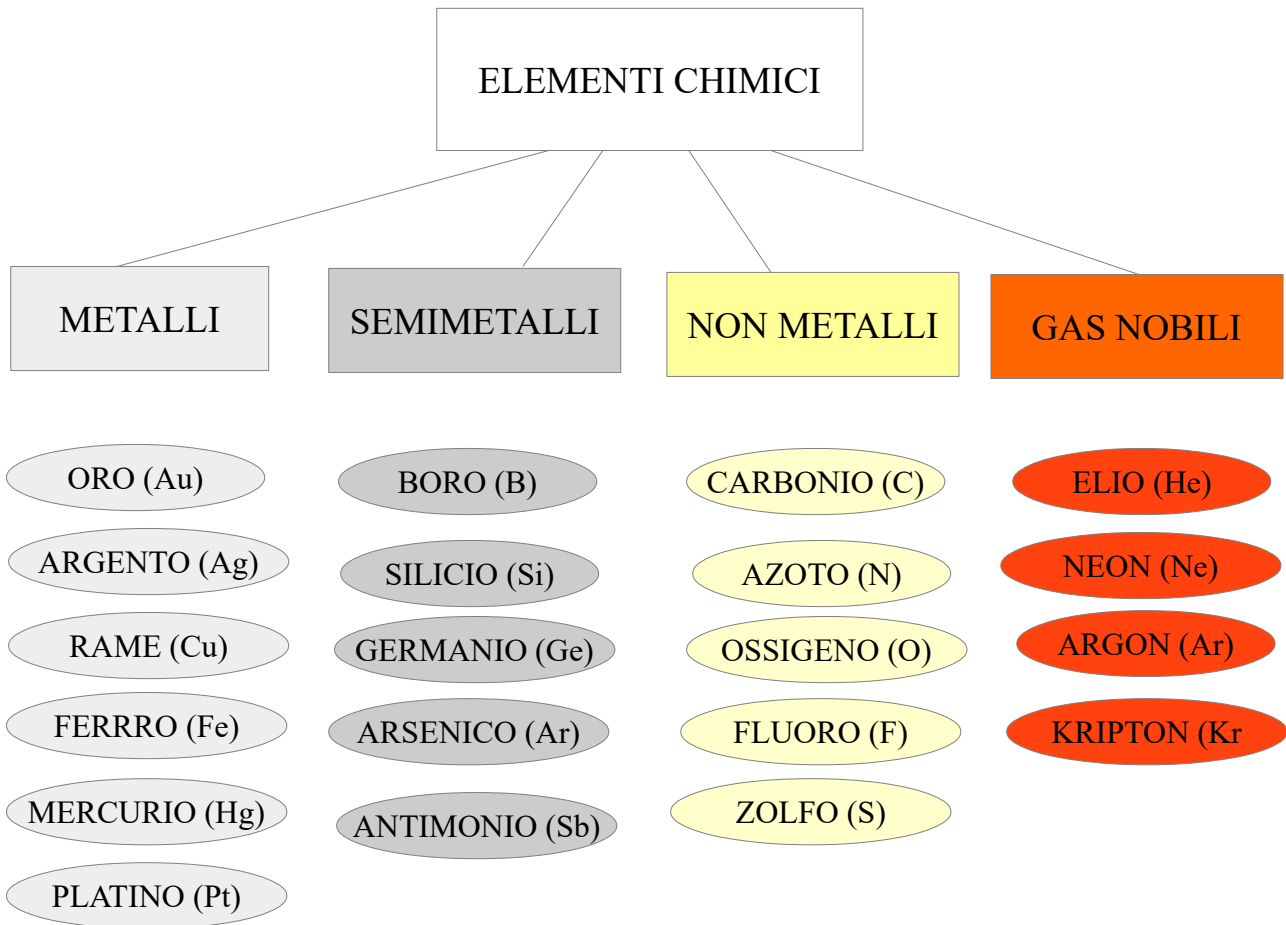 ELEMENTI CHIMICI
METALLI
SEMIMETALLI
NON METALLI
GAS NOBILI
ORO (Au)
ARGENTO (Ag)
RAME (Cu)
FERRRO (Fe)
MERCURIO (Hg)
PLATINO (Pt)
BORO (B)
SILICIO (Si)
GERMANIO (Ge)
ARSENICO (Ar)
ANTIMONIO (Sb)
CARBONIO (C)
AZOTO (N)
OSSIGENO (O)
FLUORO (F)
ZOLFO (S)
ELIO (He)
NEON (Ne)
ARGON (Ar)
KRIPTON (Kr